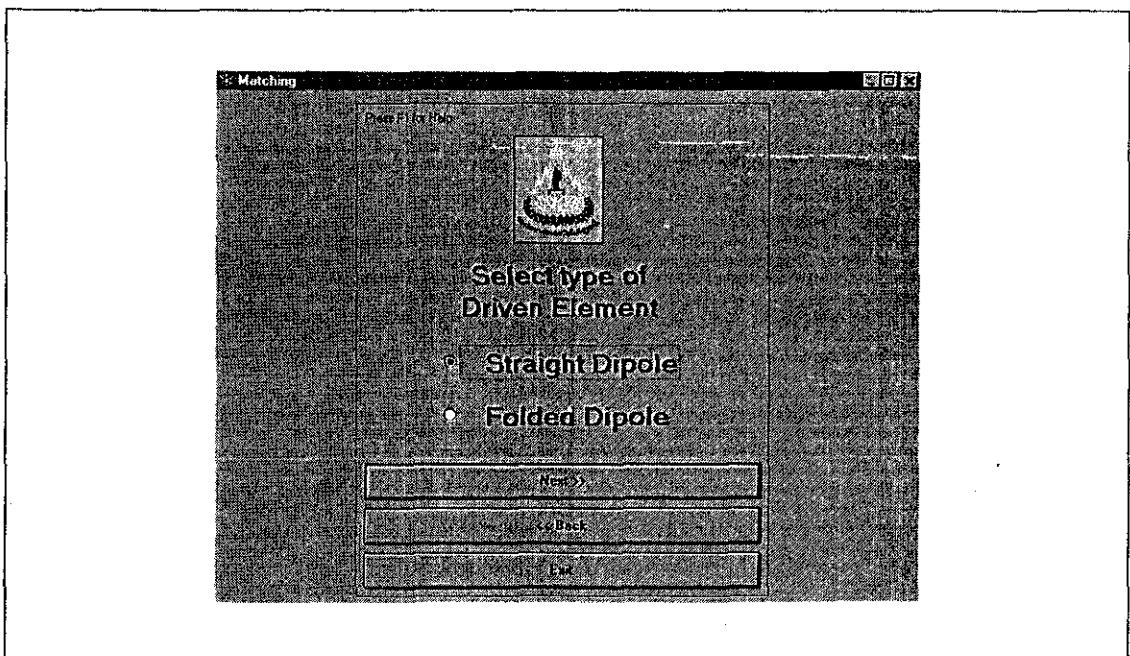 Matching
Press F1 for Help
Select type of
Driven Element
Straight Dipole
Folded Dipole
Next >>
<< Back
Exit